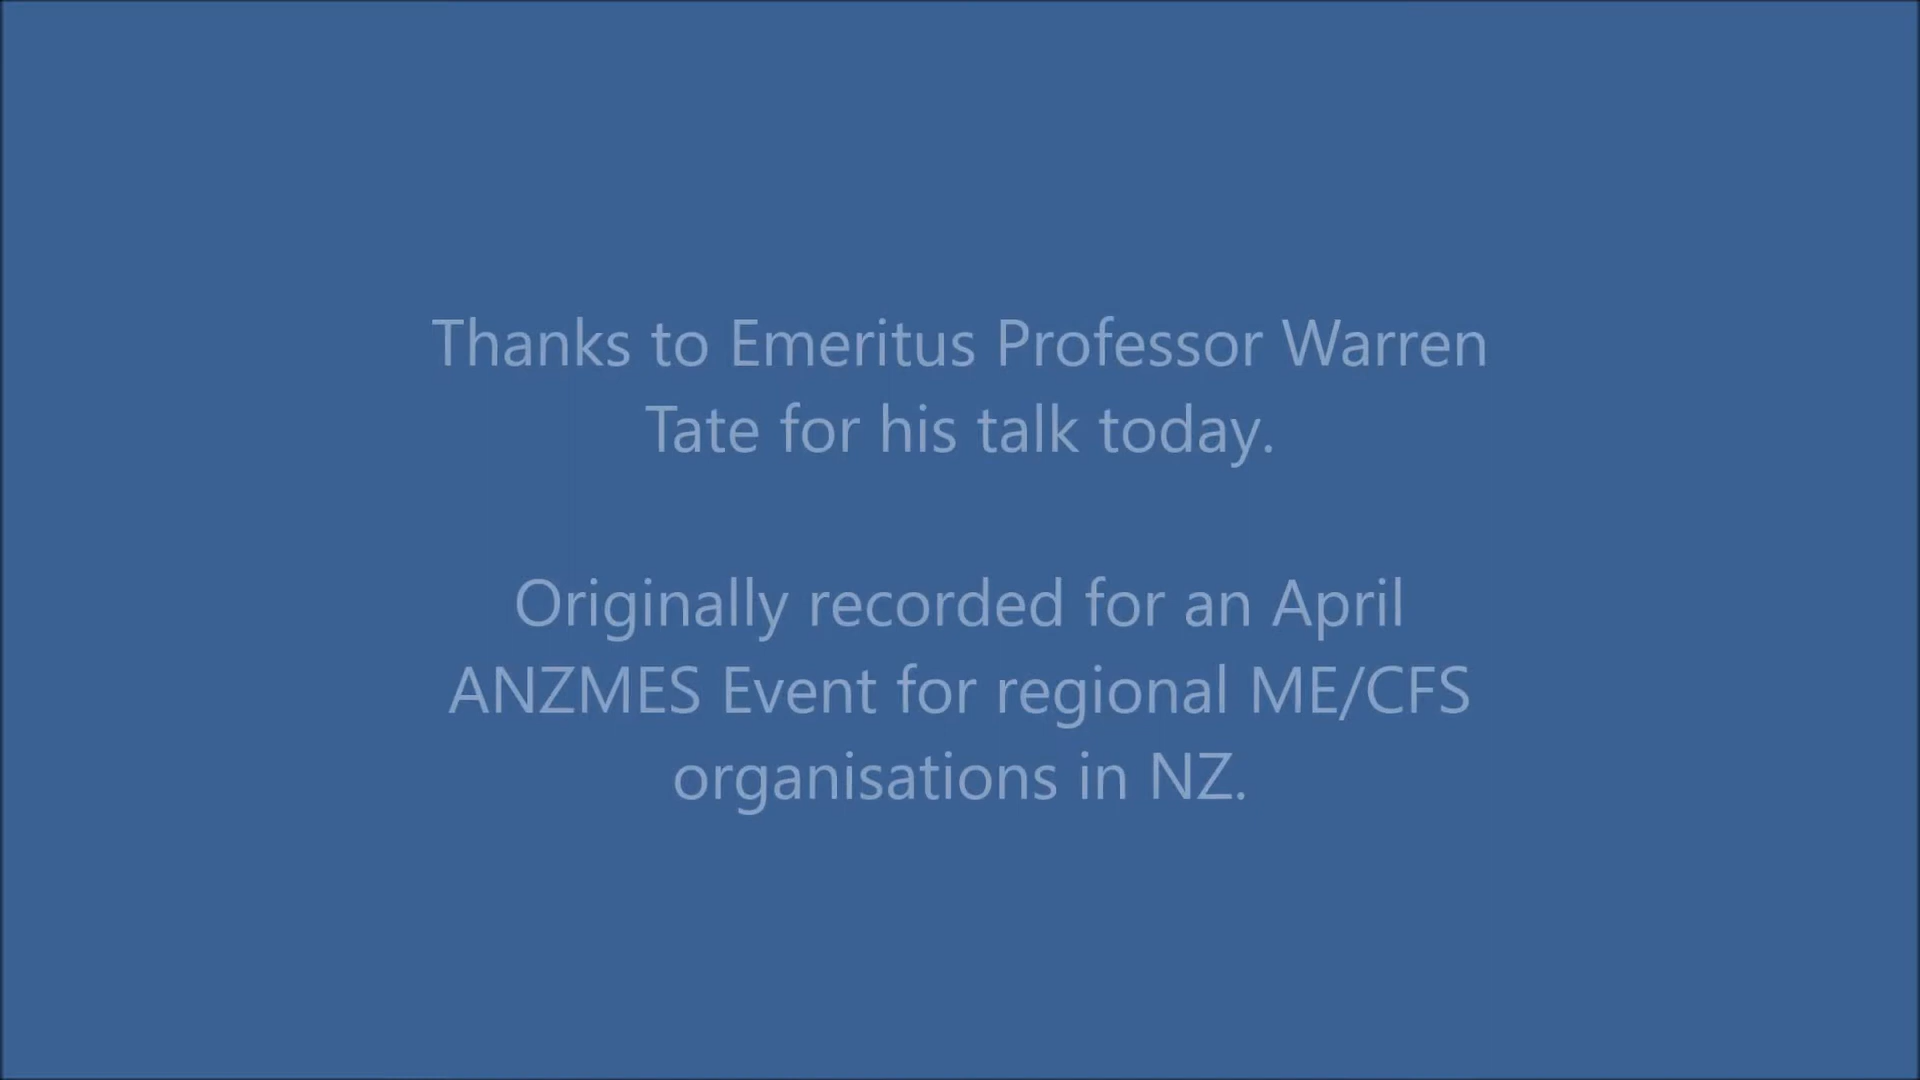 Thanks to Emeritus Professor Warren
Tate for his talk today.
Originally recorded for an April
ANZMES Event for regional ME/CFS
organisations in NZ.